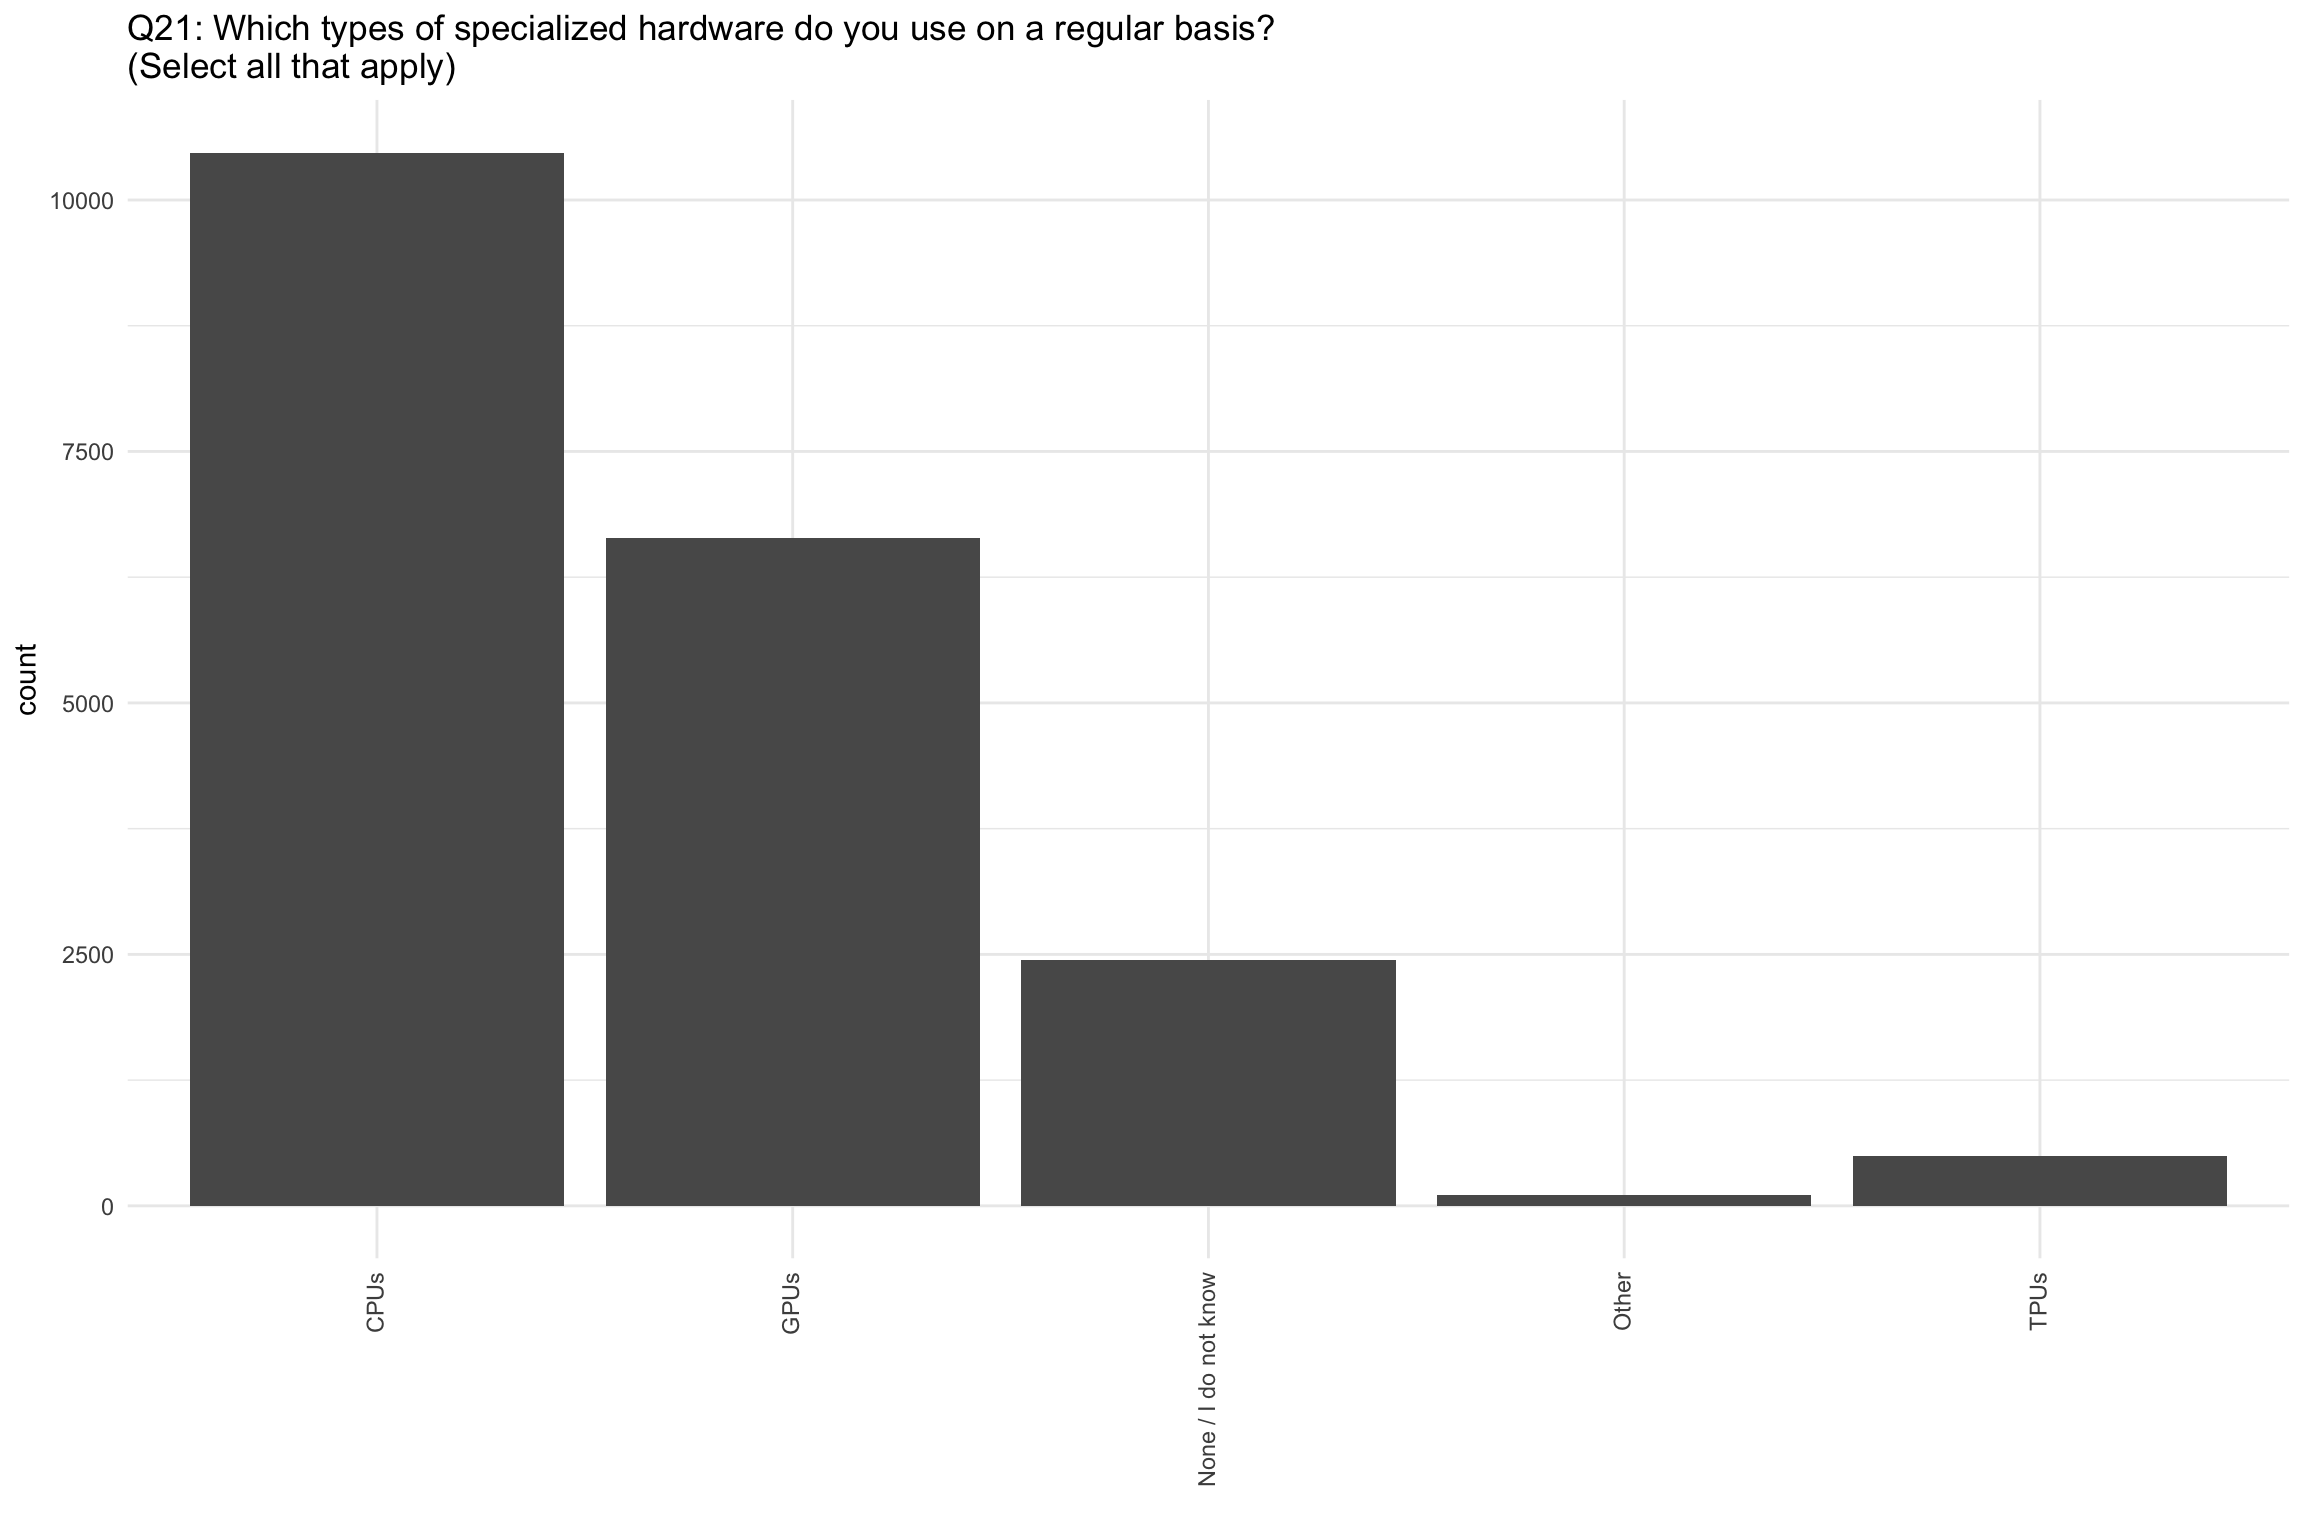 Q21: Which types of specialized hardware do you use on a regular basis?
(Select all that apply)
count
10000
7500
5000
2500
0
CPUs
GPUs
None / I do not know
Other
TPUs